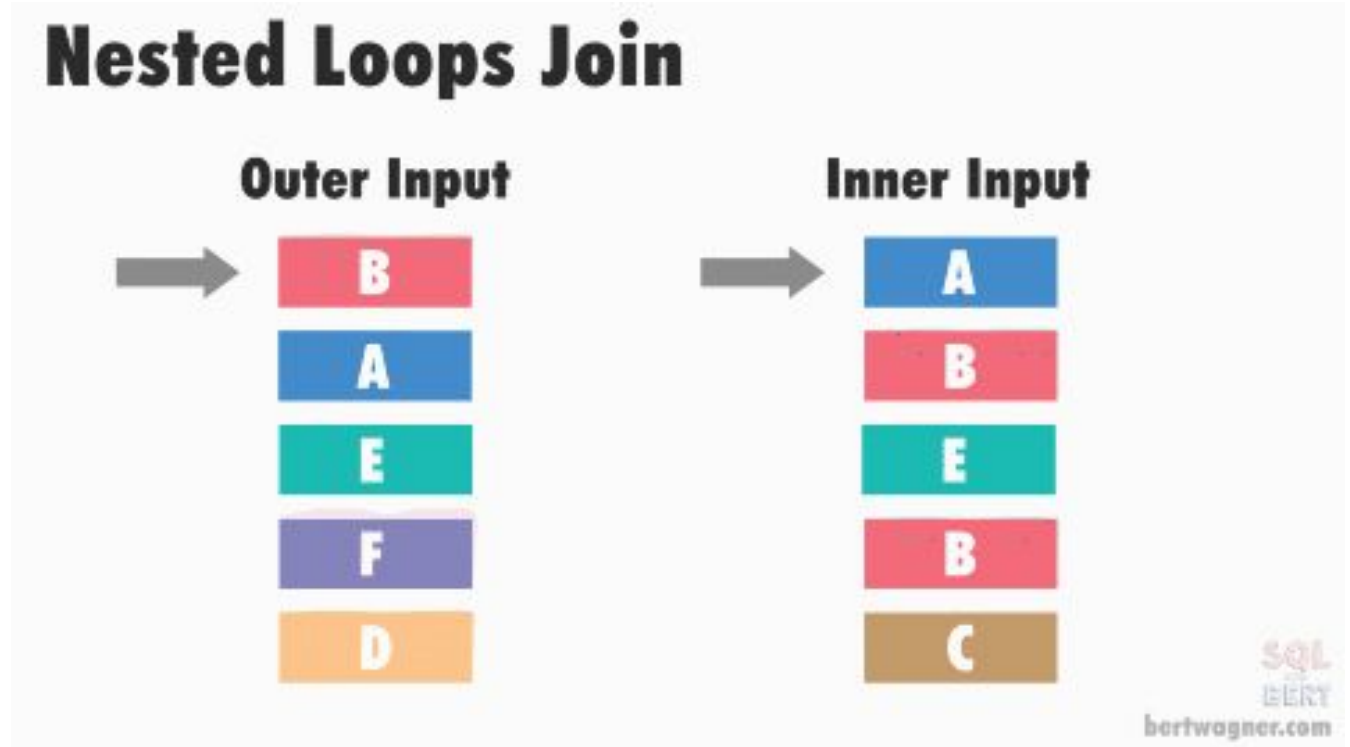 Nested Loops Join
Outer Input
Inner Input
B
A
A
B
E
E
F
B
D
C
SQL
BERT
bertwagner.com